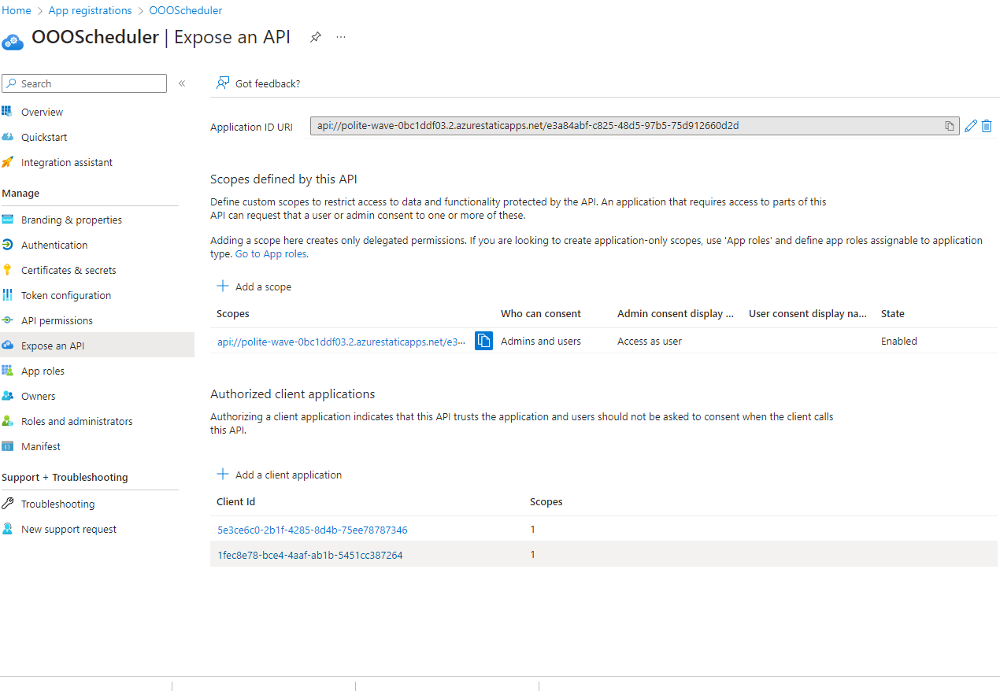 Home > App registrations > OOOScheduler
OOOScheduler | Expose an API
Search
Got feedback?
Overview
Quickstart
Integration assistant
Manage
Branding & properties
Authentication
Certificates & secrets
Token configuration
API permissions
Expose an API
App roles
Owners
Roles and administrators
Manifest
Support + Troubleshooting
Troubleshooting
New support request
Application ID URI
api://polite-wave-0bc1ddf03.2.azurestaticapps.net/e3a84abf-c825-48d5-97b5-75d912660d2d
Scopes defined by this API
Define custom scopes to restrict access to data and functionality protected by the API. An application that requires access to parts of this
API can request that a user or admin consent to one or more of these.
Adding a scope here creates only delegated permissions. If you are looking to create application-only scopes, use 'App roles' and define app roles assignable to application
type. Go to App roles.
Add a scope
Scopes Who can consent Admin consent display ... User consent display na... State
api://polite-wave-0bc1ddf03.2.azurestaticapps.net/e3... Admins and users Access as user Enabled
Authorized client applications
Authorizing a client application indicates that this API trusts the application and users should not be asked to consent when the client calls
this API.
Add a client application
Client Id Scopes
5e3ce6c0-2b1f-4285-8d4b-75ee78787346 1
1fec8e78-bce4-4aaf-ab1b-5451cc387264 1